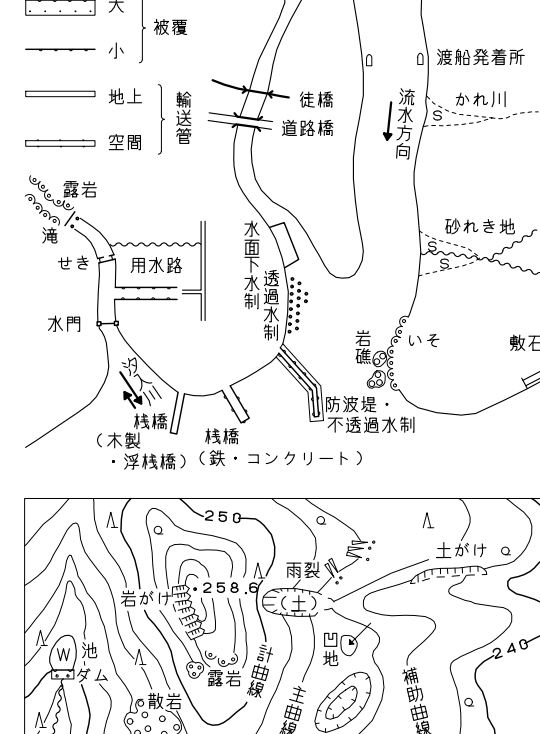 大
小
被覆
地上
空間
輸送管
徒橋
道路橋
渡船発着所
流水方向
かれ川
S
砂れき地
S
S
露岩
滝
せき
用水路
水門
水面下水制
透過水制
岩礁
いそ
敷石
汐入
桟橋
（木製
・浮桟橋）
桟橋
（鉄・コンクリート）
防波堤・
不透過水制
250
土がけ
雨裂
・258.6
岩がけ
土
凹地
池
W
ダム
散岩
露岩
計曲線
主曲線
補助曲線
240